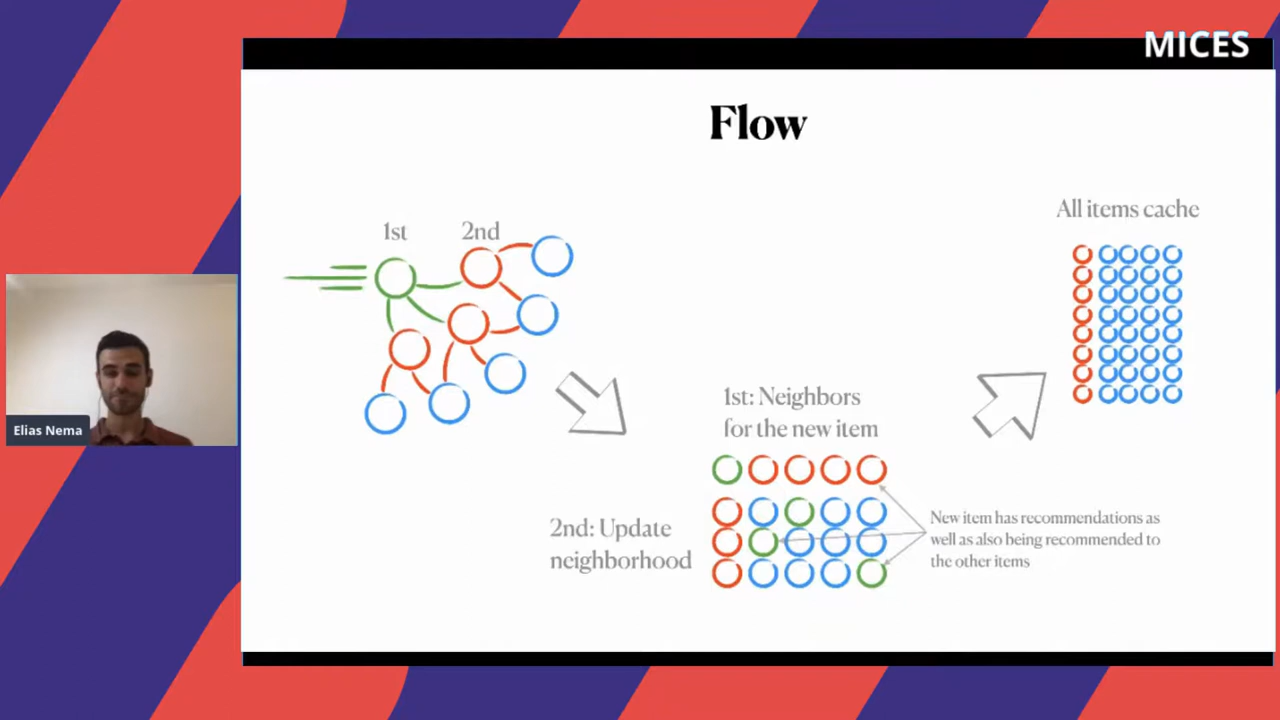 MICES
Flow
1st
2nd
All items cache
1st: Neighbors
for the new item
2nd: Update
neighborhood
New item has recommendations as
well as also being recommended to
the other items
Elias Nema